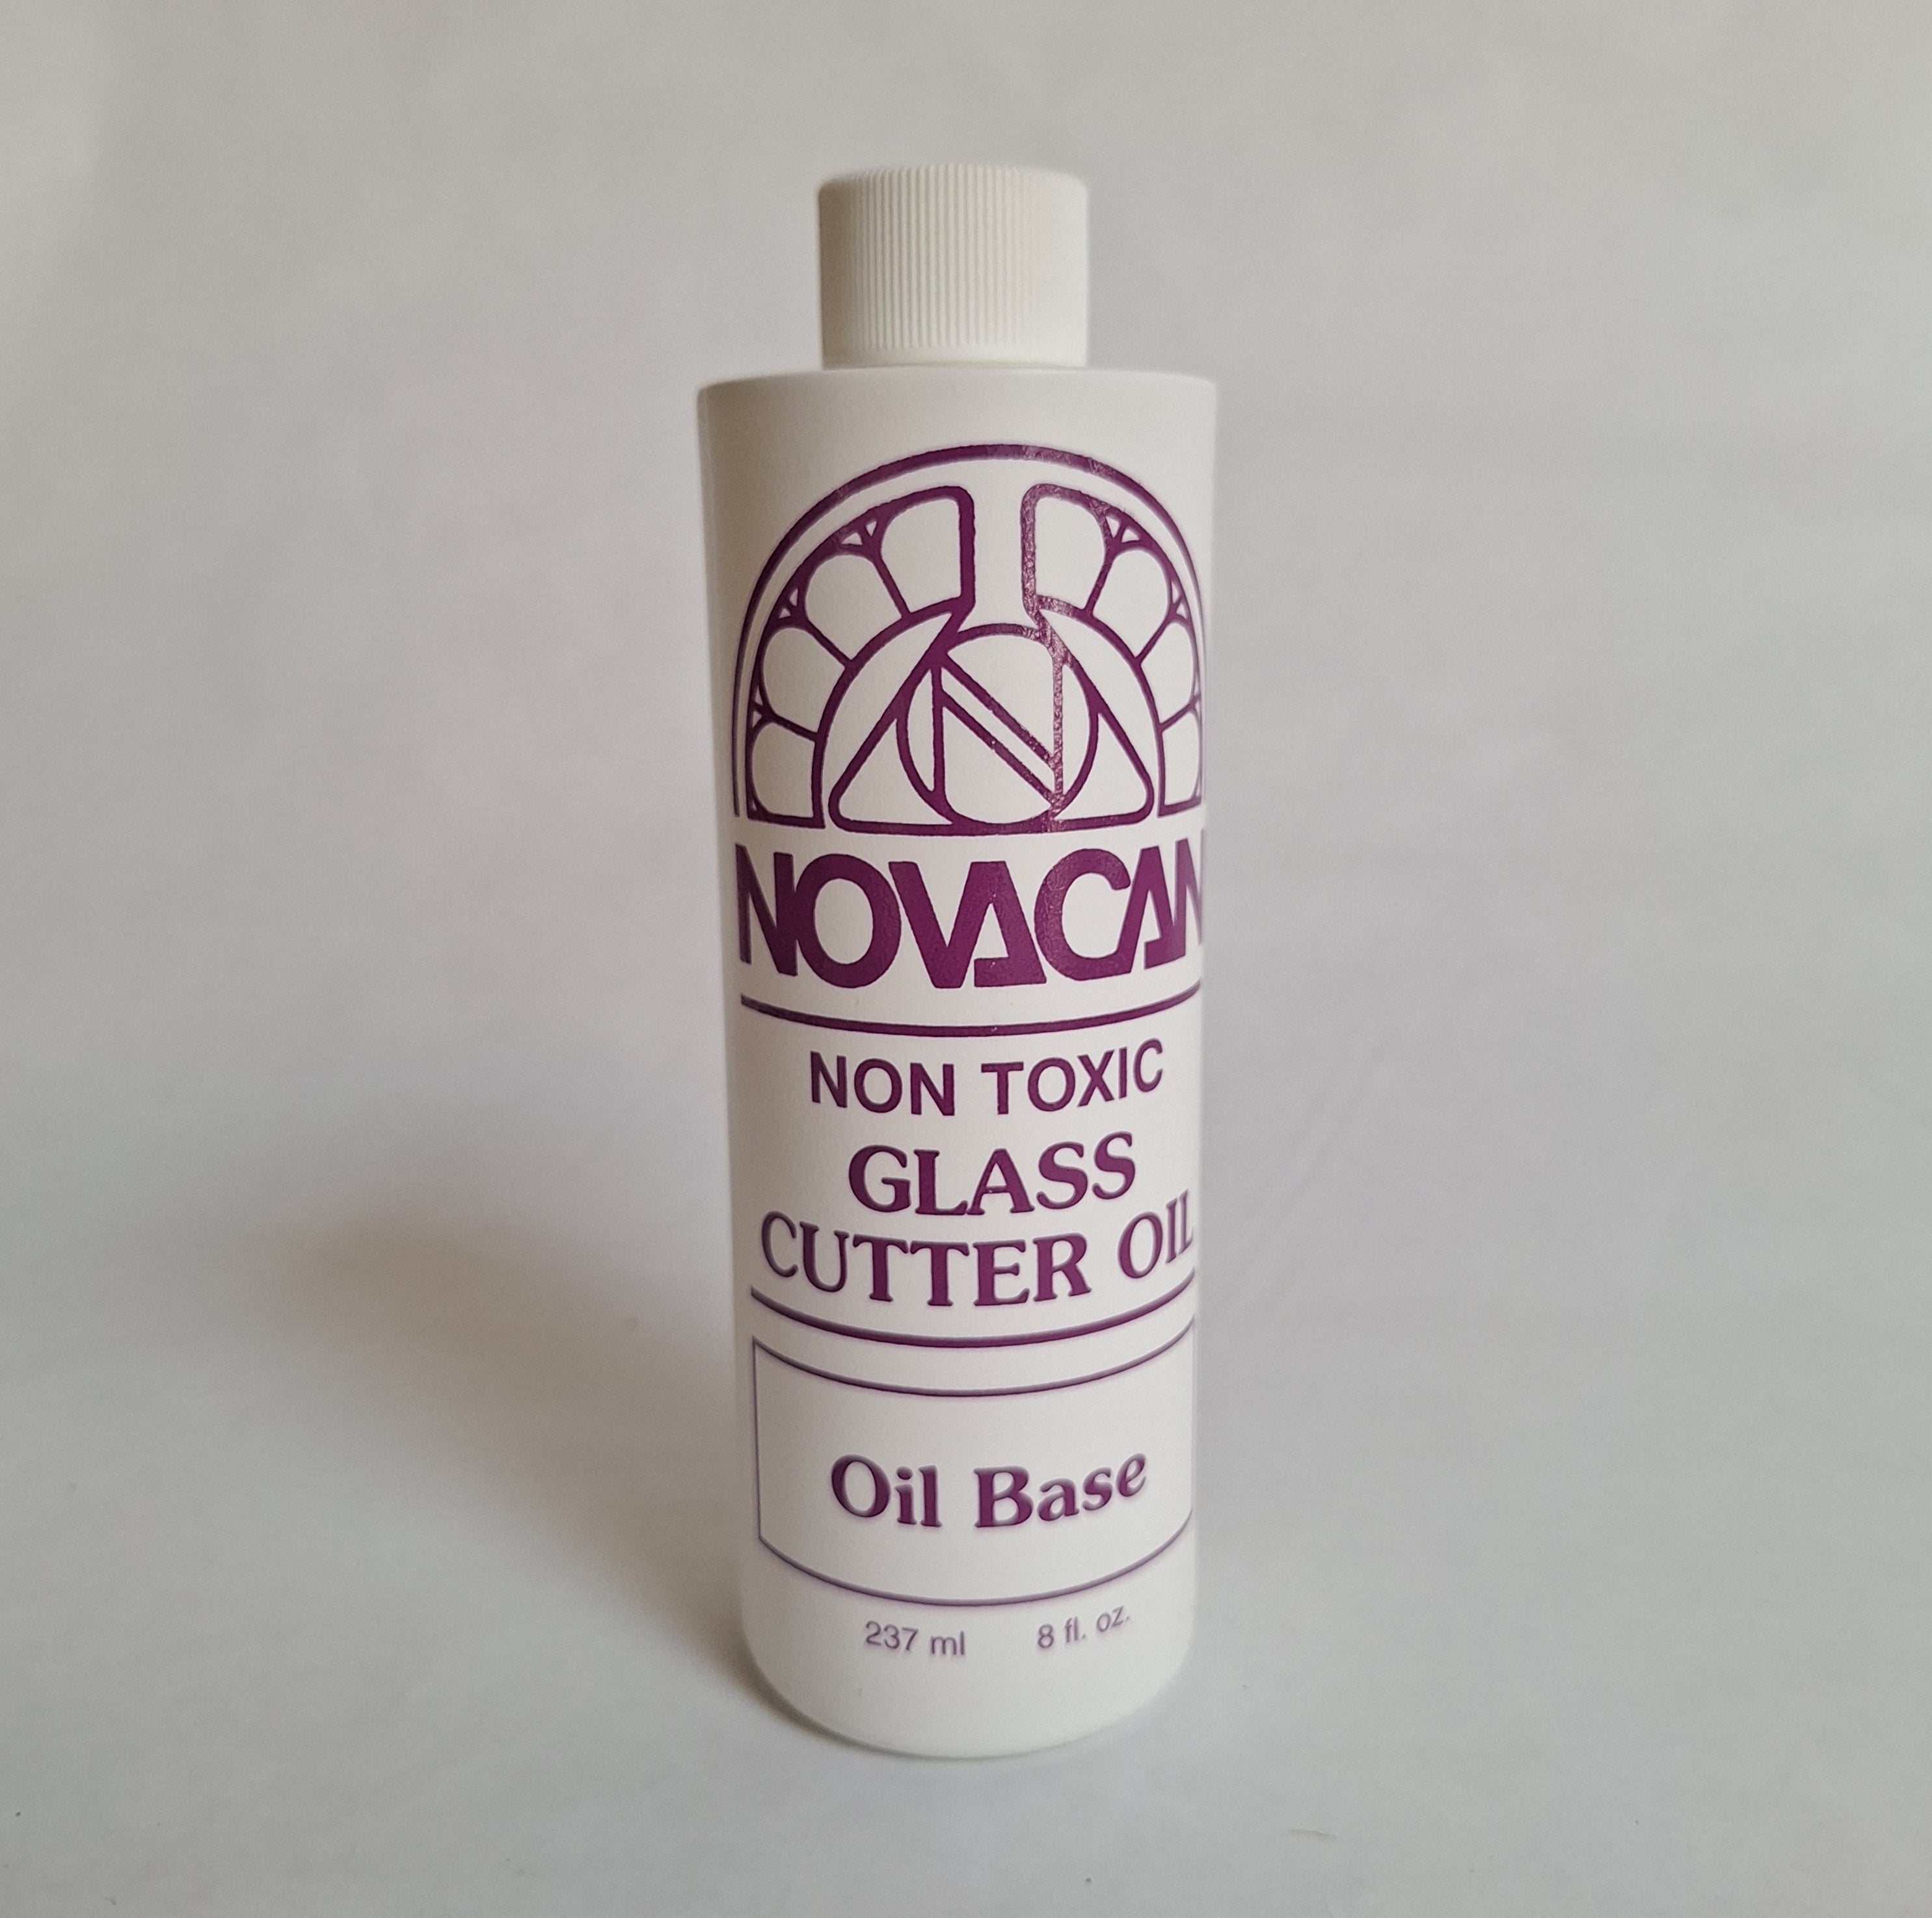 N
NOVACAN
NON TOXIC
GLASS
CUTTER OIL
Oil Base
237 ml 8 fl. oz.